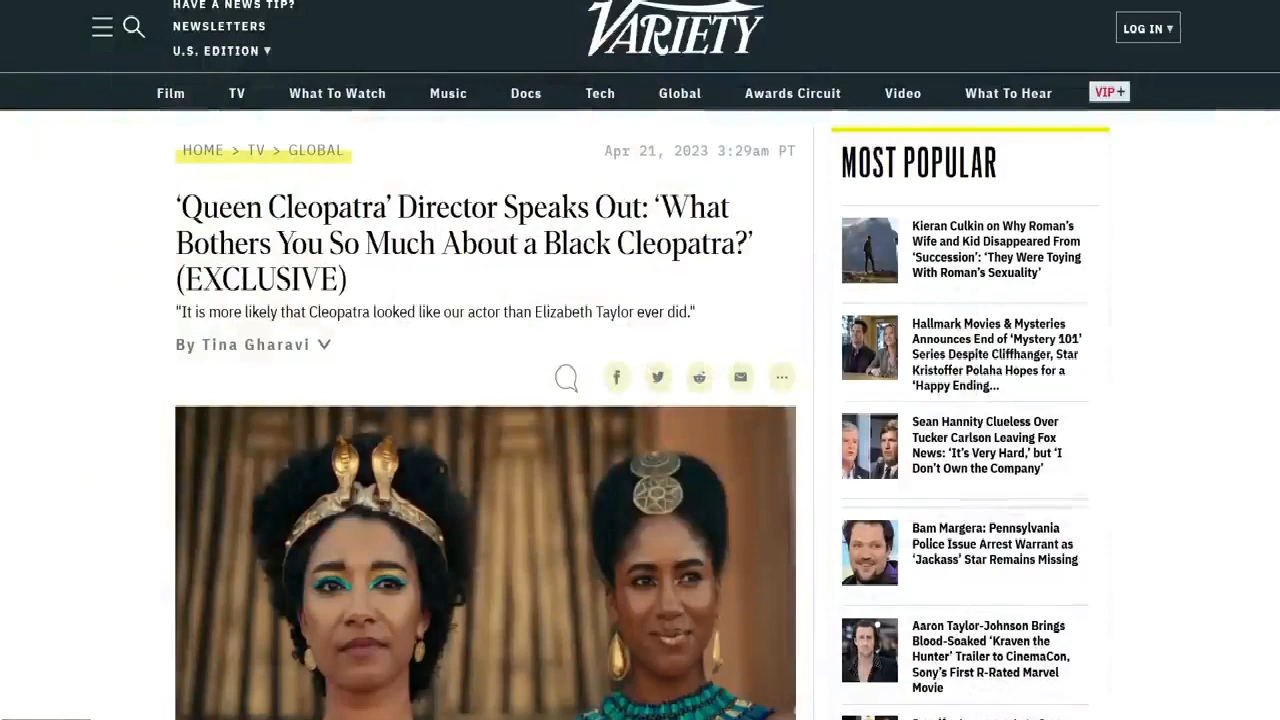 HAVE A NEWS TIP?
NEWSLETTERS
U.S. EDITION
VARIETY
LOG IN
Film TV What To Watch Music Docs Tech Global Awards Circuit Video What To Hear VIP+
HOME > TV > GLOBAL
Apr 21, 2023 3:29am PT
‘Queen Cleopatra’ Director Speaks Out: ‘What
Bothers You So Much About a Black Cleopatra?’
(EXCLUSIVE)
"It is more likely that Cleopatra looked like our actor than Elizabeth Taylor ever did."
By Tina Gharavi
MOST POPULAR
Kieran Culkin on Why Roman’s
Wife and Kid Disappeared From
‘Succession’: ‘They Were Toying
With Roman’s Sexuality’
Hallmark Movies & Mysteries
Announces End of ‘Mystery 101’
Series Despite Cliffhanger, Star
Kristoffer Polaha Hopes for a
‘Happy Ending...
Sean Hannity Clueless Over
Tucker Carlson Leaving Fox
News: ‘It’s Very Hard,’ but ‘I
Don’t Own the Company’
Bam Margera: Pennsylvania
Police Issue Arrest Warrant as
‘Jackass’ Star Remains Missing
Aaron Taylor-Johnson Brings
Blood-Soaked ‘Kraven the
Hunter’ Trailer to CinemaCon,
Sony’s First R-Rated Marvel
Movie